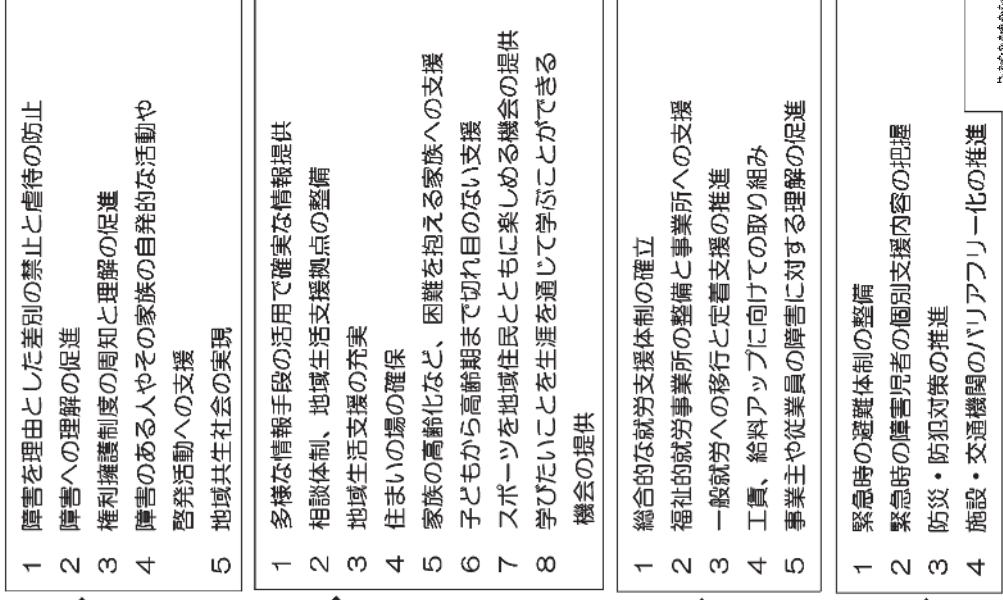 1 障害を理由とした差別の禁止と虐待の防止
2 障害への理解の促進
3 権利擁護制度の周知と理解の促進
4 障害のある人やその家族の自発的な活動や
啓発活動への支援
5 地域共生社会の実現
1 多様な情報手段の活用で確実な情報提供
2 相談体制、地域生活支援拠点の整備
3 地域生活支援の充実
4 住まいの場の確保
5 家族の高齢化など、困難を抱える家族への支援
6 子どもから高齢期まで切れ目のない支援
7 スポーツを地域住民とともに楽しめる機会の提供
8 学びたいことを生涯を通じて学ぶことができる
機会の提供
1 総合的な就労支援体制の確立
2 福祉的就労事業所の整備と事業所への支援
3 一般就労への移行と定着支援の推進
4 工賃、給料アップに向けての取り組み
5 事業主や従業員の障害に対する理解の促進
1 緊急時の避難体制の整備
2 緊急時の障害児者の個別支援内容の把握
3 防災・防犯対策の推進
4 施設・交通機関のバリアフリー化の推進